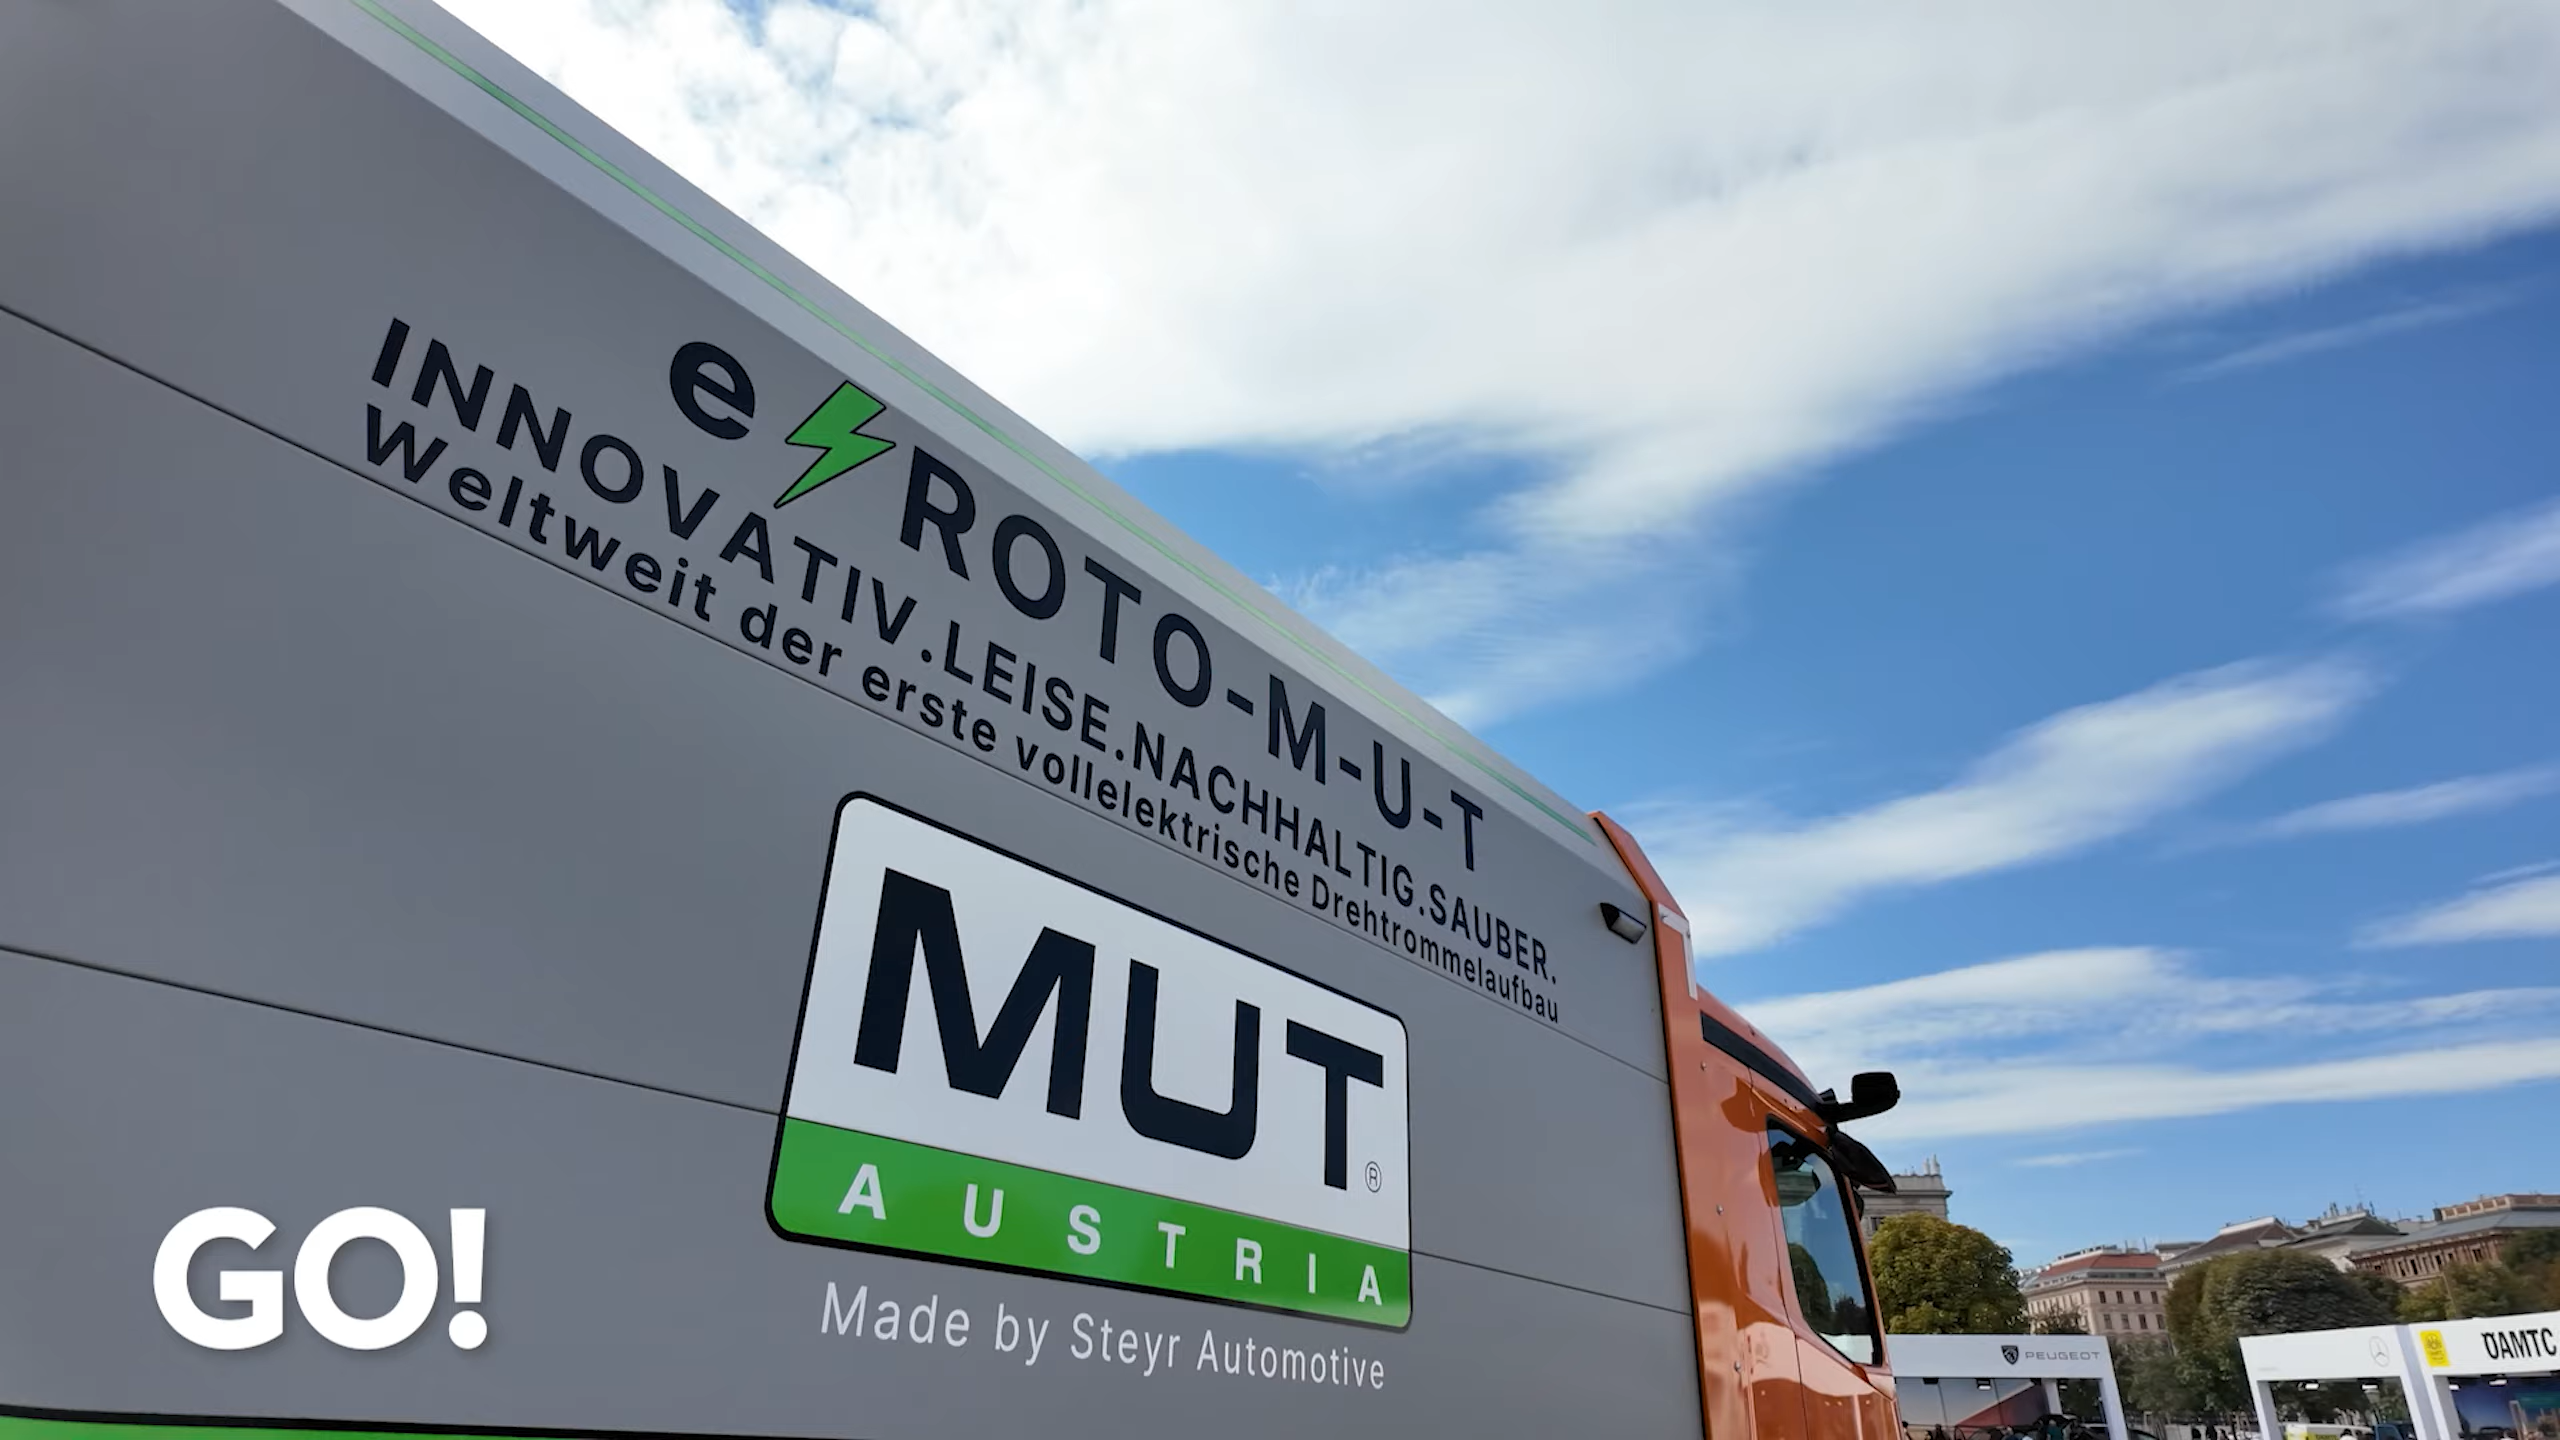 e ROTO-M-U-T
INNOVATIV.LEISE.NACHHALTIG.SAUBER.
Weltweit der erste vollelektrische Drehtrommelaufbau
MUT®
AUSTRIA
Made by Steyr Automotive
GO!
PEUGEOT
ÖAMTC